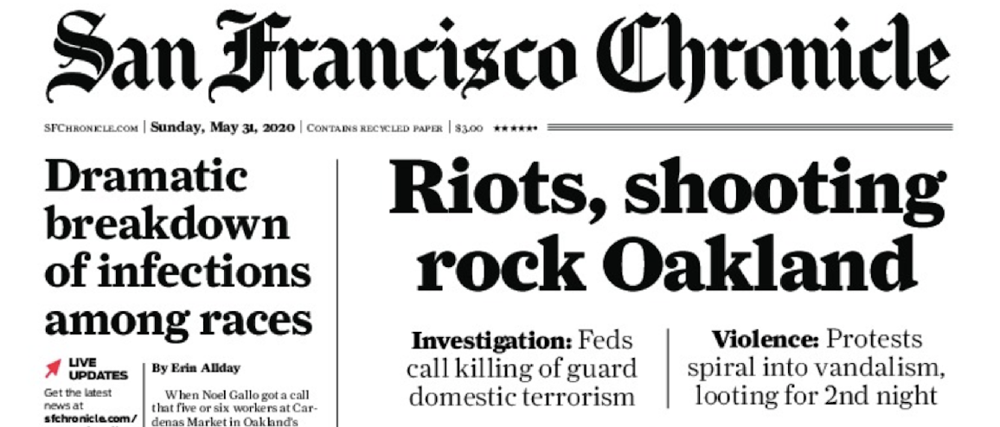 San Francisco Chronicle
SFCHRONICLE.COM | Sunday, May 31, 2020 | CONTAINS RECYCLED PAPER | $3.00 ★★★★★•
Dramatic
breakdown
of infections
among races
LIVE
UPDATES
Get the latest
news at
sfchronicle.com/
By Erin Allday
When Noel Gallo got a call
that five or six workers at Car-
denas Market in Oakland's
Riots, shooting
rock Oakland
Investigation: Feds
call killing of guard
domestic terrorism
Violence: Protests
spiral into vandalism,
looting for 2nd night